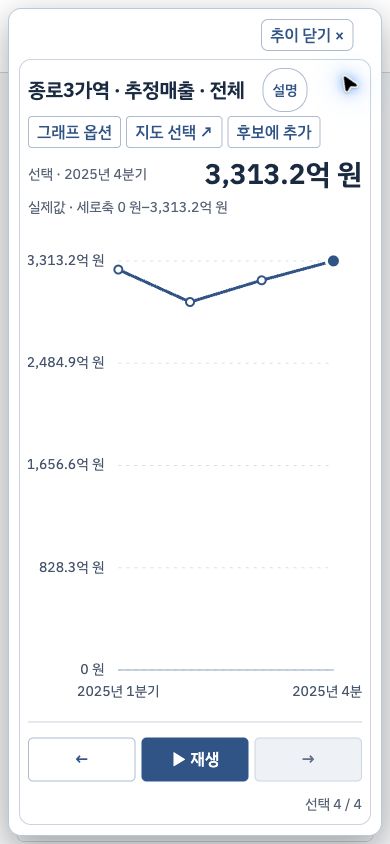 추이 닫기 ×
종로3가역 · 추정매출 · 전체
설명
그래프 옵션
지도 선택 ↗
후보에 추가
선택 · 2025년 4분기
3,313.2억 원
실제값 · 세로축 0 원–3,313.2억 원
3,313.2억 원
2,484.9억 원
1,656.6억 원
828.3억 원
0 원
2025년 1분기
2025년 4분
←
▶ 재생
→
선택 4 / 4